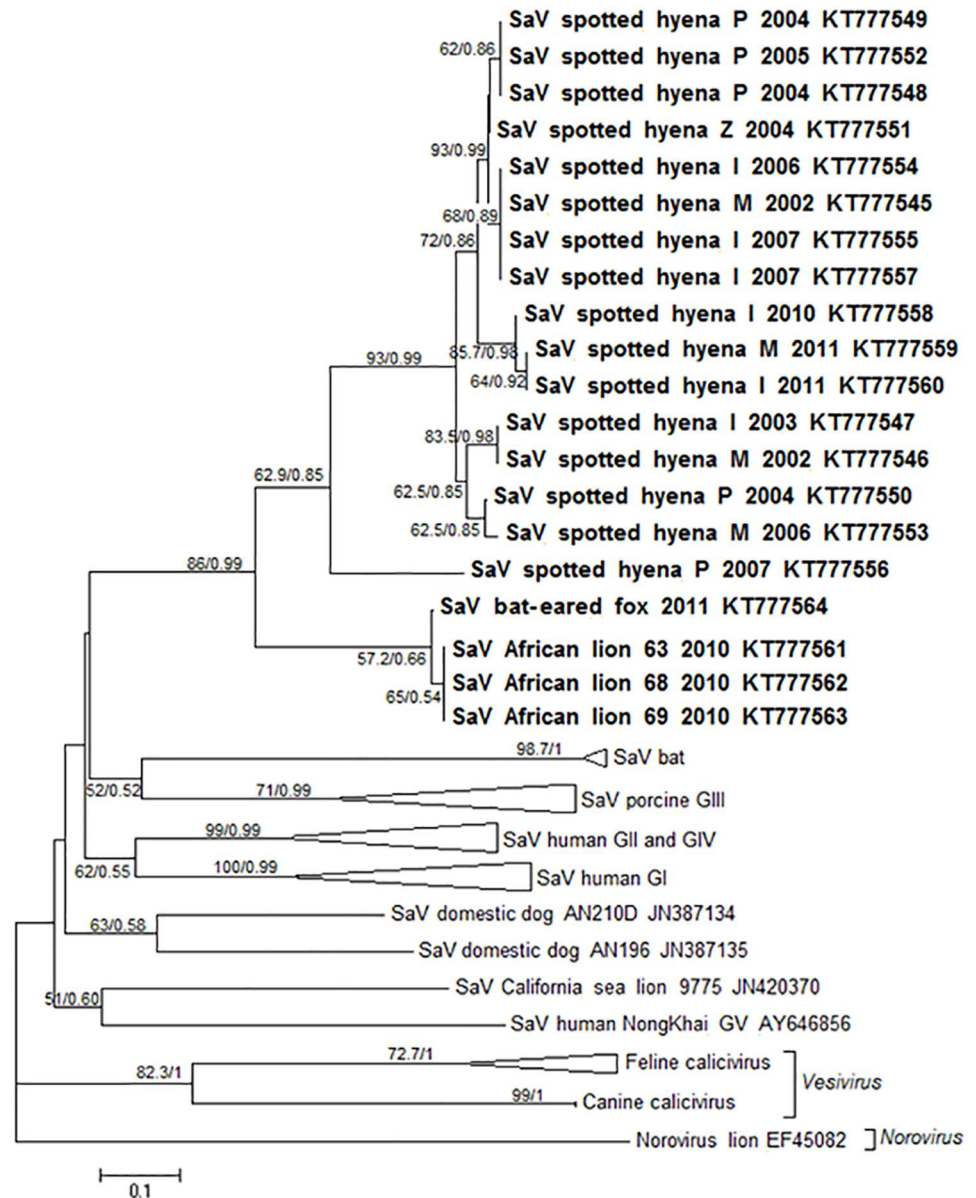 SaV spotted hyena P 2004 KT777549
62/0.86
SaV spotted hyena P 2005 KT777552
SaV spotted hyena P 2004 KT777548
SaV spotted hyena Z 2004 KT777551
93/0.99
SaV spotted hyena I 2006 KT777554
SaV spotted hyena M 2002 KT777545
68/0.89
72/0.86
SaV spotted hyena I 2007 KT777555
SaV spotted hyena I 2007 KT777557
SaV spotted hyena I 2010 KT777558
85.7/0.98
SaV spotted hyena M 2011 KT777559
93/0.99
64/0.92
SaV spotted hyena I 2011 KT777560
SaV spotted hyena I 2003 KT777547
83.5/0.98
SaV spotted hyena M 2002 KT777546
62.9/0.85
62.5/0.85
SaV spotted hyena P 2004 KT777550
62.5/0.85
SaV spotted hyena M 2006 KT777553
86/0.99
SaV spotted hyena P 2007 KT777556
SaV bat-eared fox 2011 KT777564
57.2/0.66
SaV African lion 63 2010 KT777561
SaV African lion 68 2010 KT777562
65/0.54
SaV African lion 69 2010 KT777563
98.7/1
SaV bat
52/0.52
71/0.99
SaV porcine GIII
99/0.99
SaV human GII and GIV
62/0.55
100/0.99
SaV human GI
SaV domestic dog AN210D JN387134
63/0.58
SaV domestic dog AN196 JN387135
SaV California sea lion 9775 JN420370
51/0.60
SaV human NongKhai GV AY646856
72.7/1
Feline calicivirus
82.3/1
Vesivirus
99/1
Canine calicivirus
Norovirus lion EF45082
Norovirus
0.1